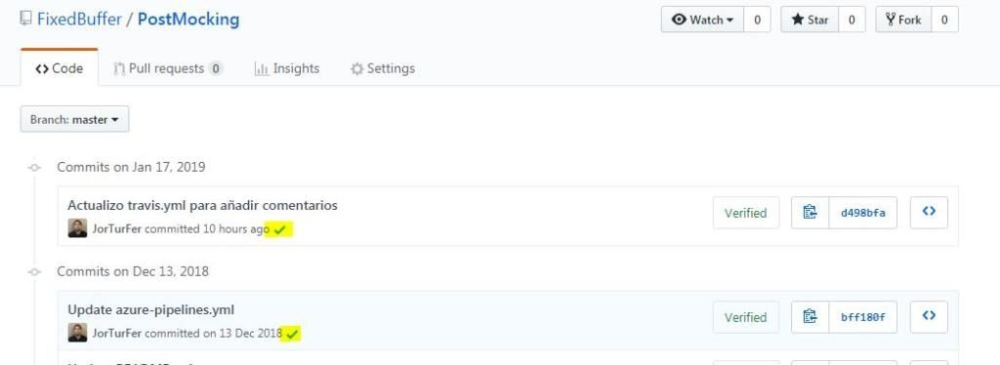 FixedBuffer / PostMocking
Watch 0 Star 0 Fork 0
Code Pull requests 0 Insights Settings
Branch: master
Commits on Jan 17, 2019
Actualizo travis.yml para añadir comentarios
Verified d498bfa
JorTurFer committed 10 hours ago
Commits on Dec 13, 2018
Update azure-pipelines.yml
Verified bff180f
JorTurFer committed on 13 Dec 2018